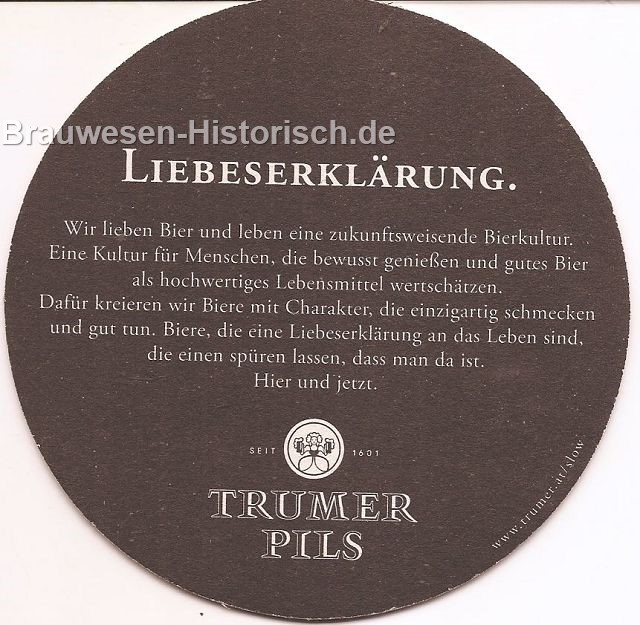 Brauwesen-Historisch.de
LIEBESERKLÄRUNG.
Wir lieben Bier und leben eine zukunftsweisende Bierkultur.
Eine Kultur für Menschen, die bewusst genießen und gutes Bier
als hochwertiges Lebensmittel wertschätzen.
Dafür kreieren wir Biere mit Charakter, die einzigartig schmecken
und gut tun. Biere, die eine Liebeserklärung an das Leben sind,
die einen spüren lassen, dass man da ist.
Hier und jetzt.
SEIT 1601
TRUMER
PILS
www.trumer.at/slow